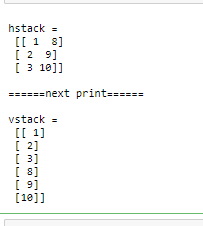 hstack =
 [[ 1  8]
 [ 2  9]
 [ 3 10]]
======next print======
vstack =
 [[ 1]
 [ 2]
 [ 3]
 [ 8]
 [ 9]
 [10]]